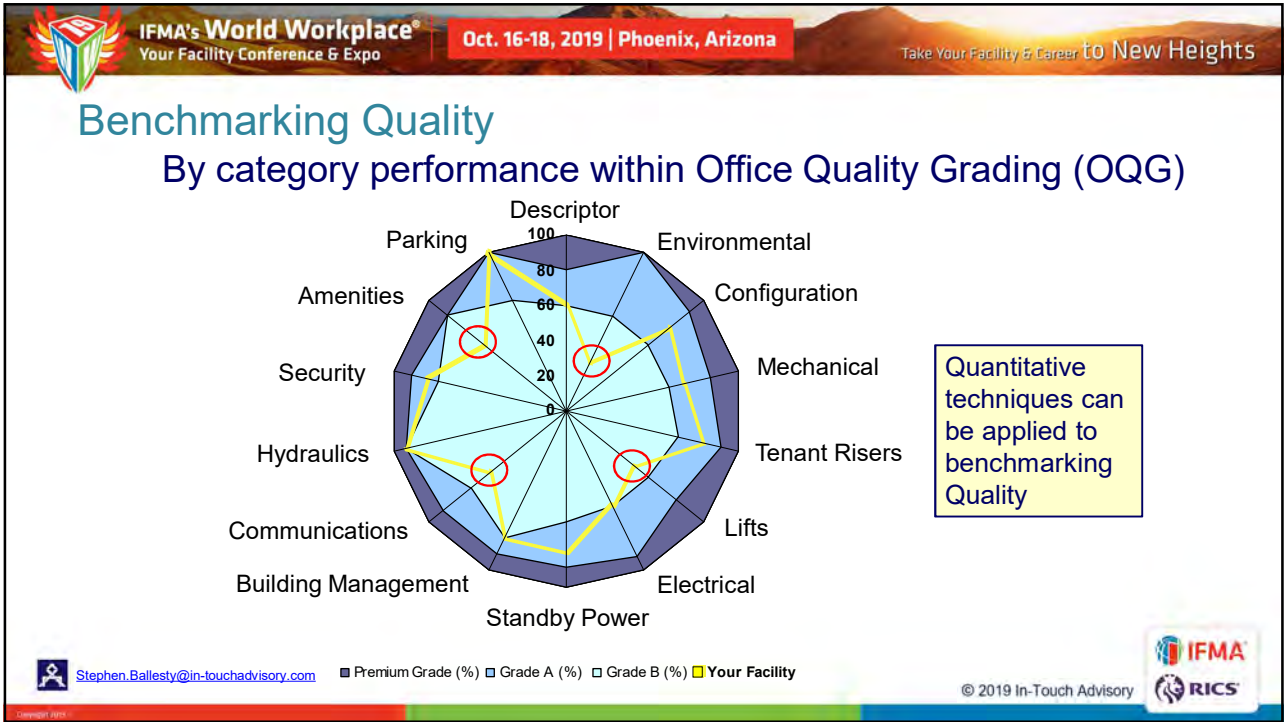 IFMA's World Workplace®
Your Facility Conference & Expo
Oct. 16-18, 2019 | Phoenix, Arizona
Take Your Facility & Career to New Heights
Benchmarking Quality
By category performance within Office Quality Grading (OQG)
Descriptor
Environmental
Configuration
Mechanical
Tenant Risers
Lifts
Electrical
Standby Power
Building Management
Communications
Hydraulics
Security
Amenities
Parking
100
80
60
40
20
0
Quantitative
techniques can
be applied to
benchmarking
Quality
Stephen.Ballesty@in-touchadvisory.com
Premium Grade (%) Grade A (%) Grade B (%) Your Facility
© 2019 In-Touch Advisory
IFMA
RICS